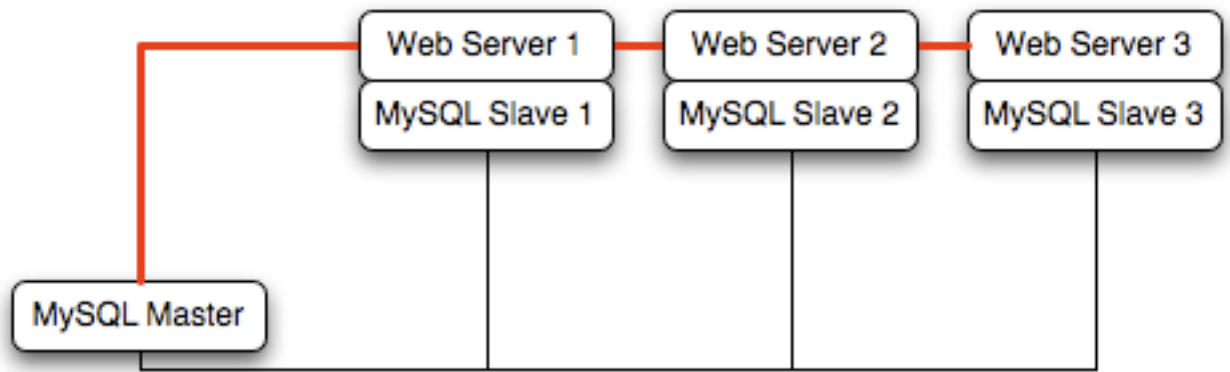 Web Server 1
Web Server 2
Web Server 3
MySQL Slave 1
MySQL Slave 2
MySQL Slave 3
MySQL Master